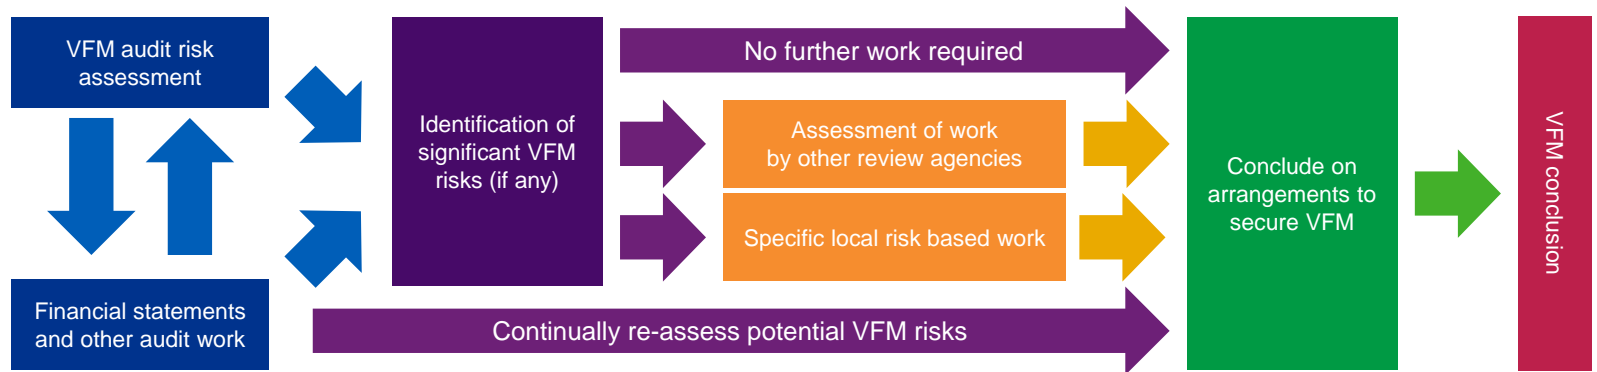 VFM audit risk
assessment
Financial statements
and other audit work
Identification of
significant VFM
risks (if any)
No further work required
Assessment of work
by other review agencies
Specific local risk based work
Continually re-assess potential VFM risks
Conclude on
arrangements to
secure VFM
VFM conclusion